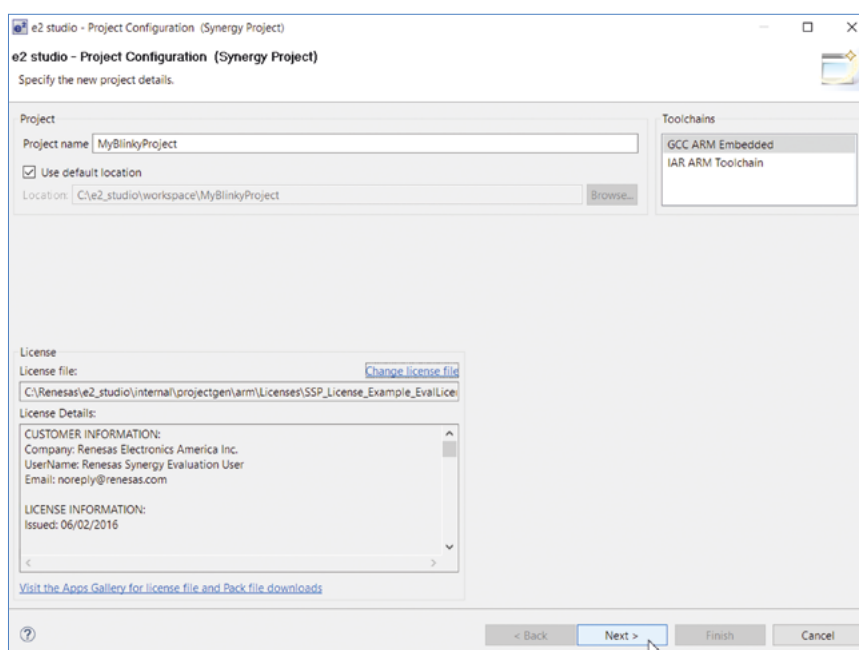 e2 studio - Project Configuration (Synergy Project)
e2 studio - Project Configuration (Synergy Project)
Specify the new project details.
Project
Project name MyBlinkyProject
Use default location
Location: C:\e2_studio\workspace\MyBlinkyProject Browse...
Toolchains
GCC ARM Embedded
IAR ARM Toolchain
License
License file: Change license file
C:\Renesas\e2_studio\internal\projectgen\arm\Licenses\SSP_License_Example_EvalLicen
License Details:
CUSTOMER INFORMATION:
Company: Renesas Electronics America Inc.
UserName: Renesas Synergy Evaluation User
Email: noreply@renesas.com
LICENSE INFORMATION:
Issued: 06/02/2016
Visit the Apps Gallery for license file and Pack file downloads
< Back Next > Finish Cancel